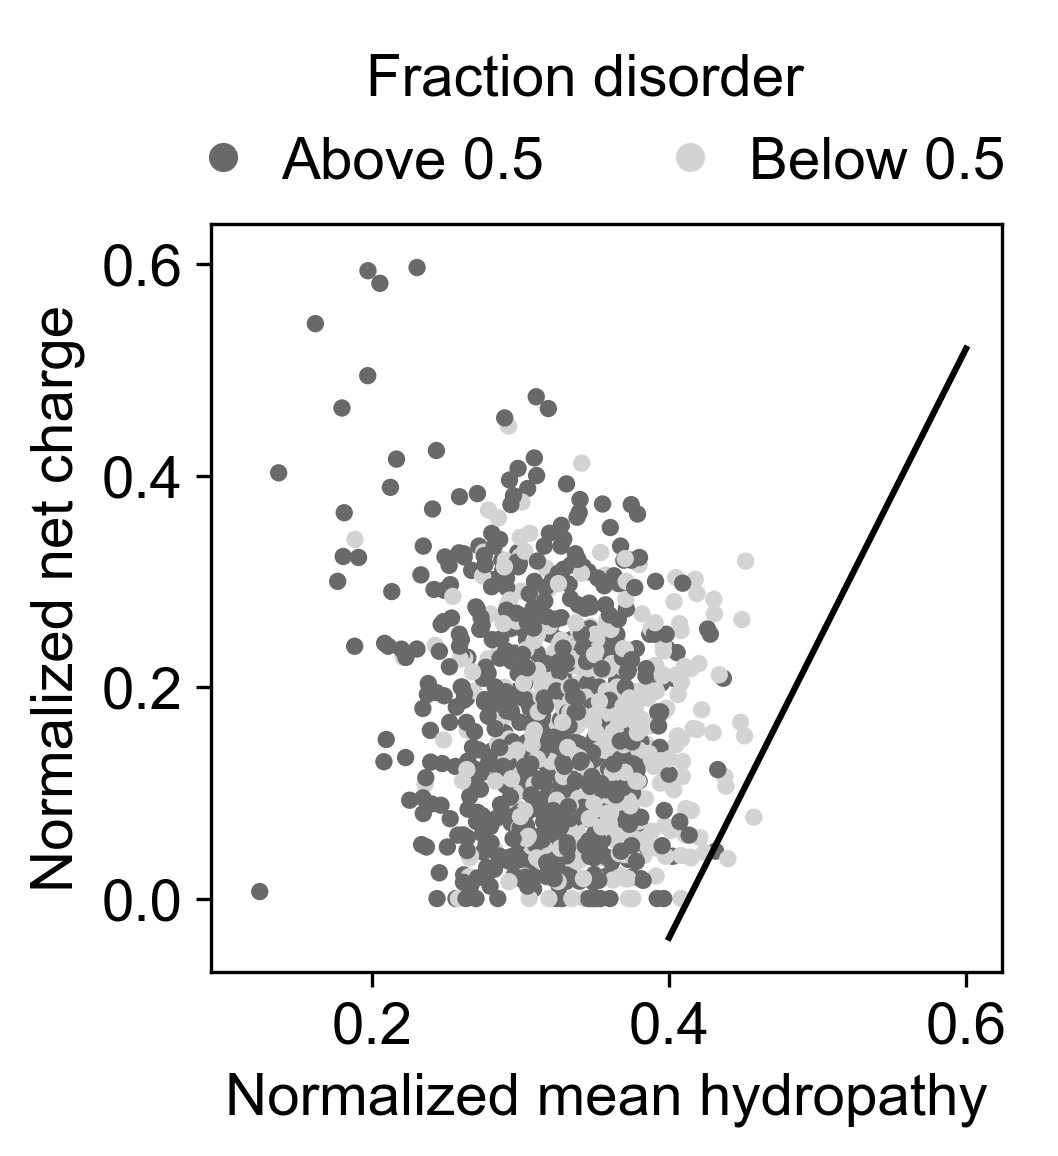 Fraction disorder
Above 0.5 Below 0.5
0.6
0.4
0.2
0.0
Normalized net charge
0.2 0.4 0.6
Normalized mean hydropathy